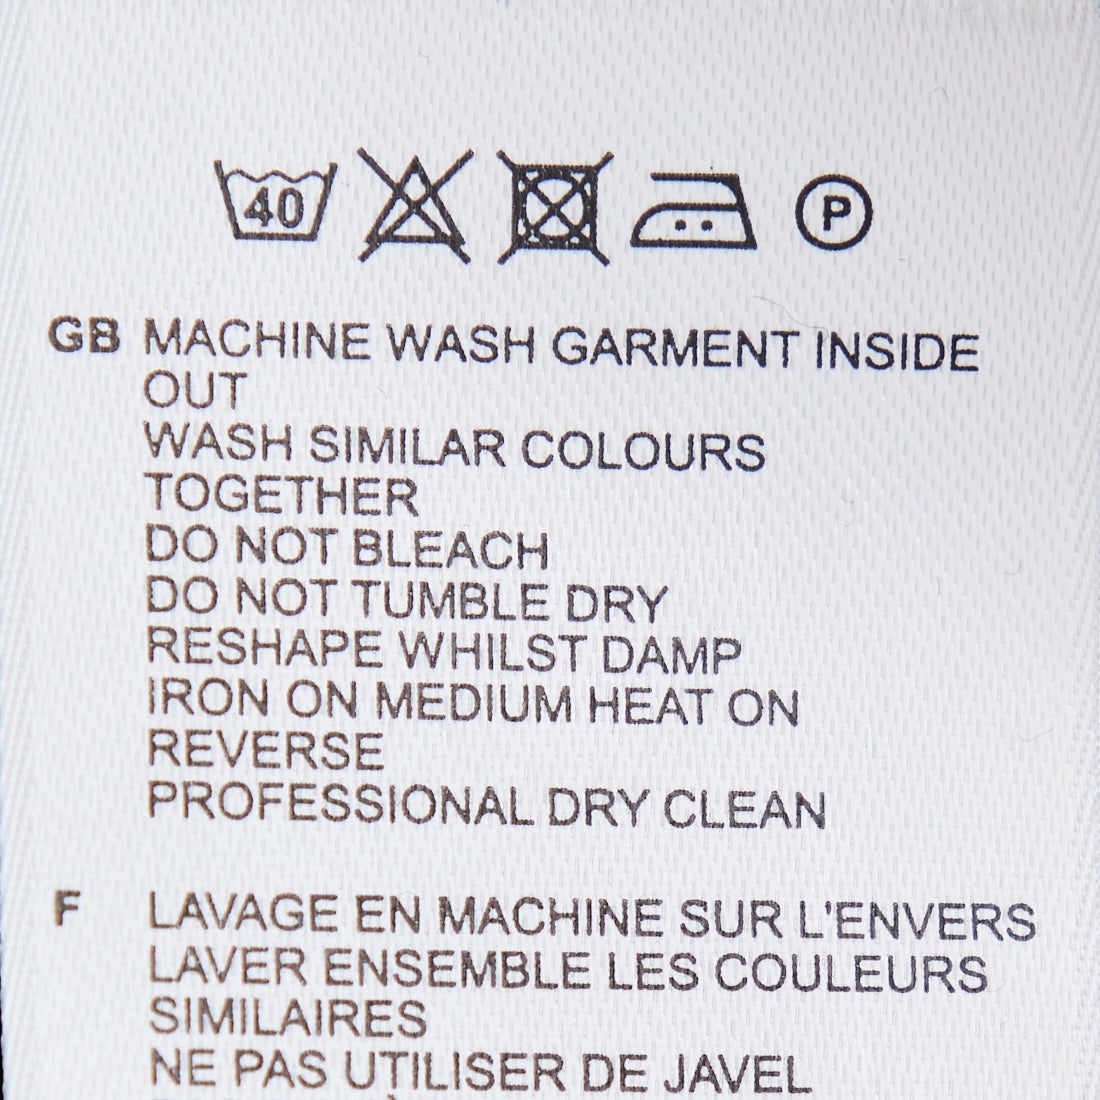 40 P
GB MACHINE WASH GARMENT INSIDE
OUT
WASH SIMILAR COLOURS
TOGETHER
DO NOT BLEACH
DO NOT TUMBLE DRY
RESHAPE WHILST DAMP
IRON ON MEDIUM HEAT ON
REVERSE
PROFESSIONAL DRY CLEAN
F LAVAGE EN MACHINE SUR L'ENVERS
LAVER ENSEMBLE LES COULEURS
SIMILAIRES
NE PAS UTILISER DE JAVEL